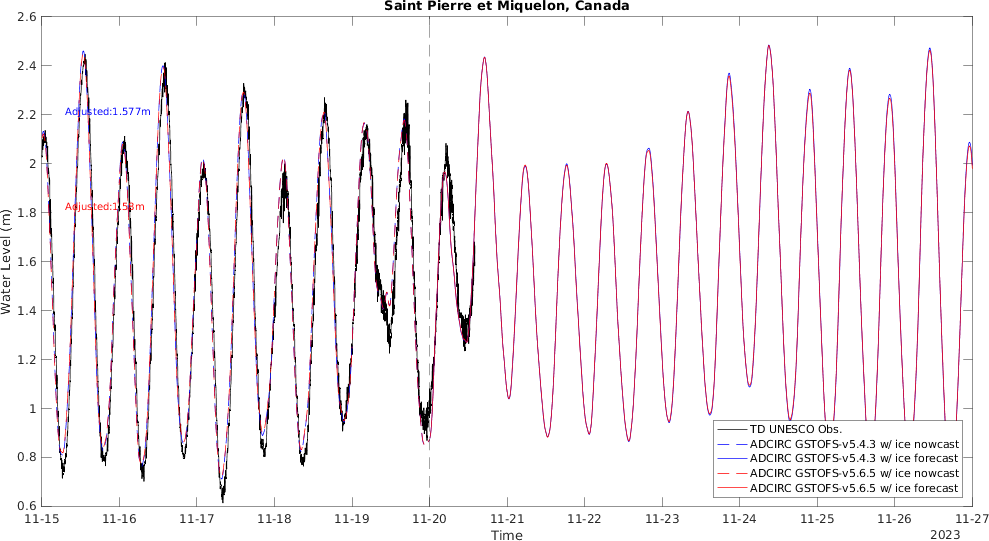 Saint Pierre et Miquelon, Canada
2.6
2.4
2.2
2
1.8
1.6
1.4
1.2
1
0.8
0.6
Water Level (m)
Adjusted:1.577m
Adjusted:1.53m
TD UNESCO Obs.
ADCIRC GSTOFS-v5.4.3 w/ ice nowcast
ADCIRC GSTOFS-v5.4.3 w/ ice forecast
ADCIRC GSTOFS-v5.6.5 w/ ice nowcast
ADCIRC GSTOFS-v5.6.5 w/ ice forecast
11-15 11-16 11-17 11-18 11-19 11-20 11-21 11-22 11-23 11-24 11-25 11-26 11-27
Time
2023